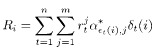 R_i = \sum_{t=1}^{n} \sum_{j=1}^{m} r_t^j \alpha^*_{\epsilon_t(i),j} \delta_t(i)